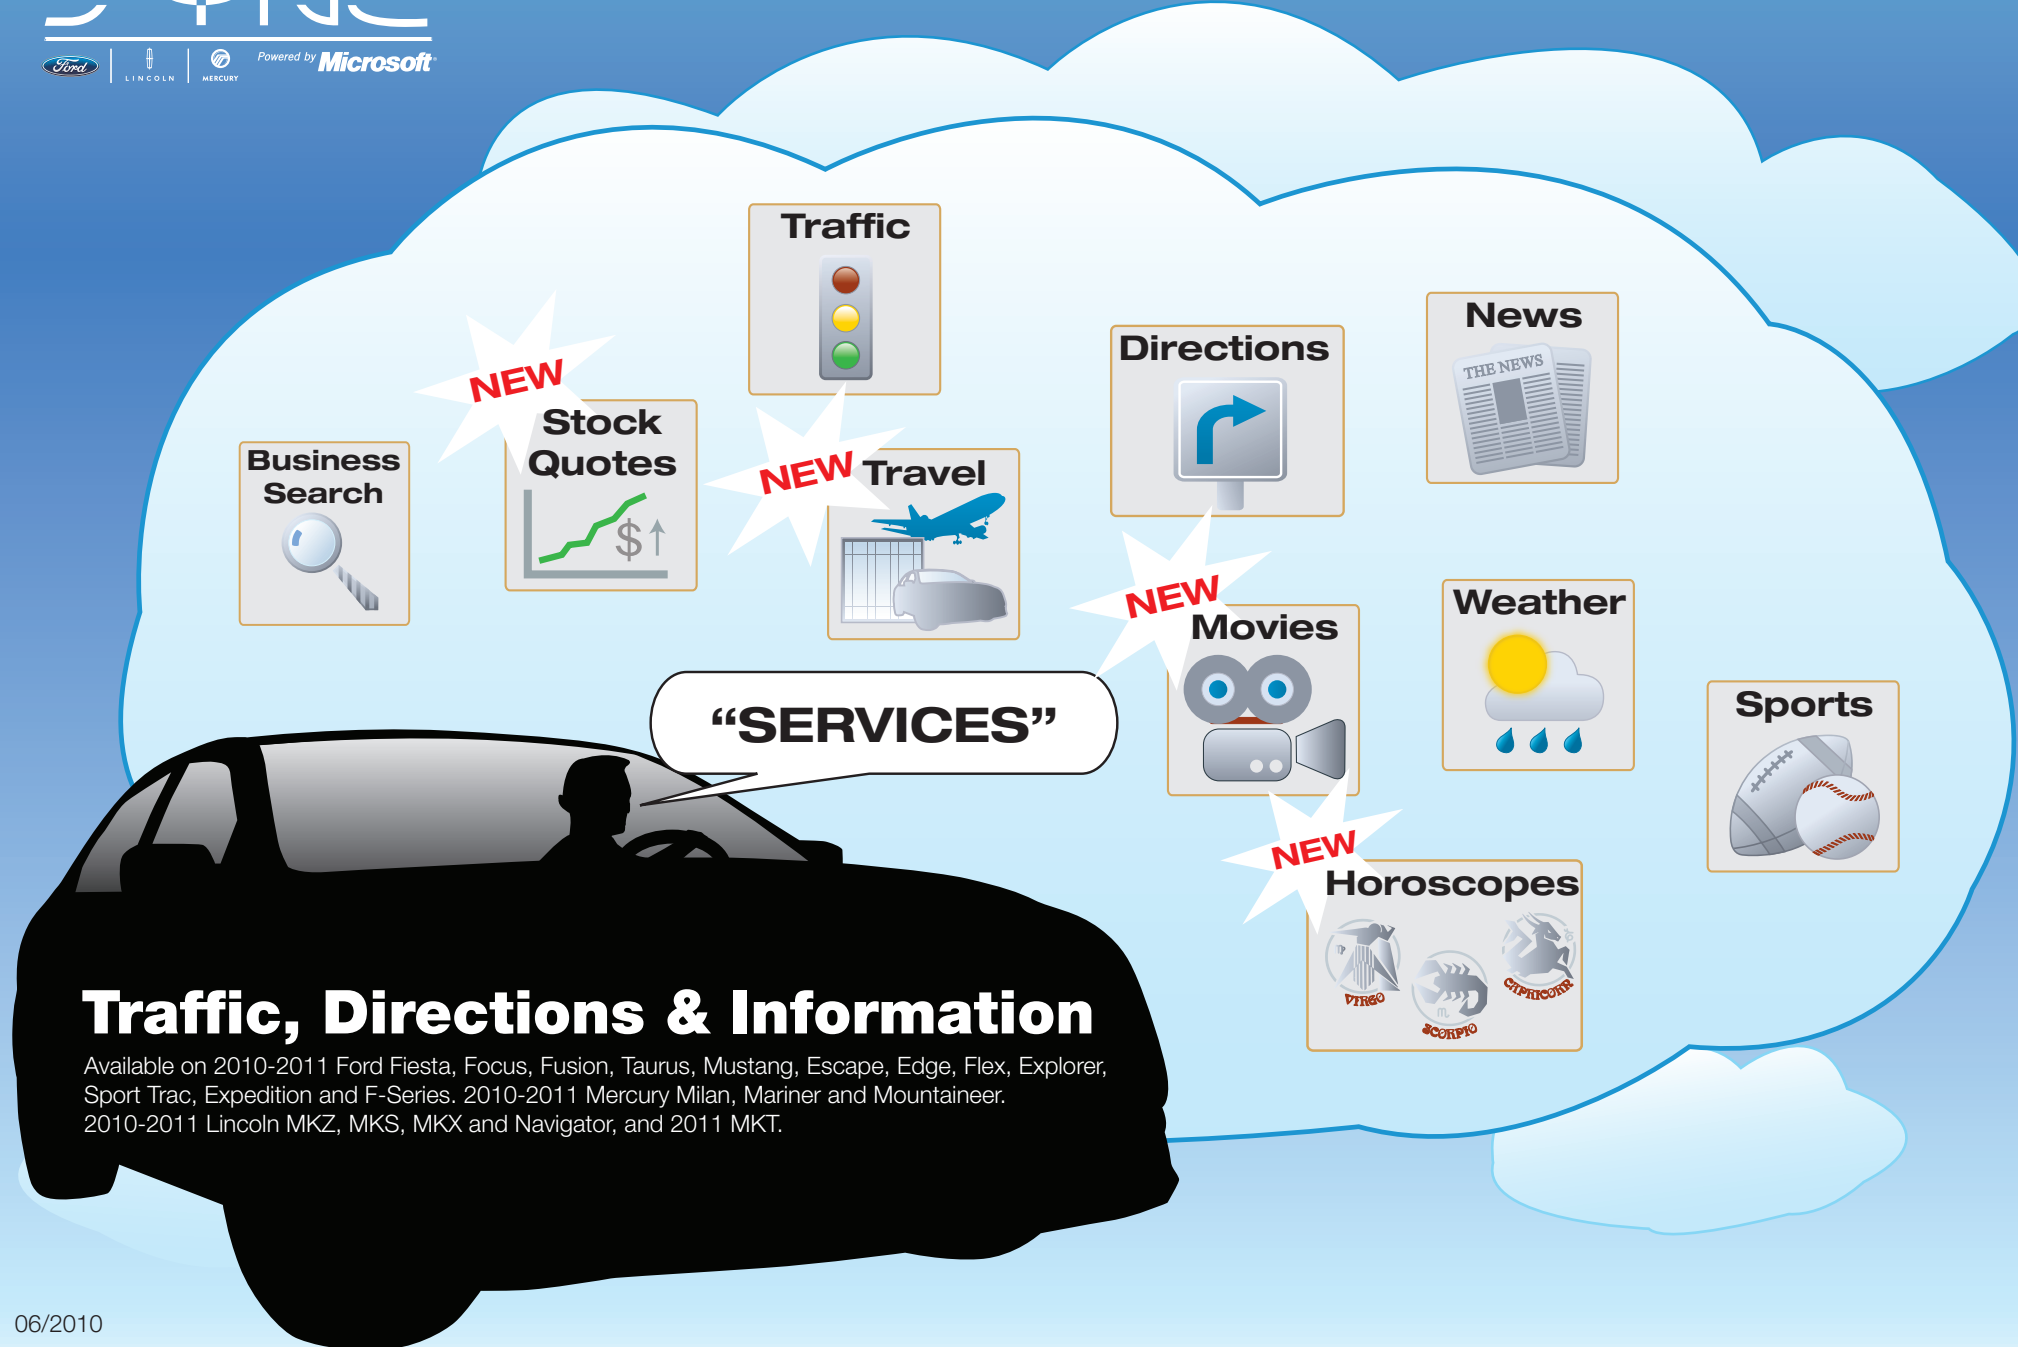 Ford
LINCOLN
MERCURY
Powered by Microsoft
Traffic
News
THE NEWS
Directions
NEW
Stock
Quotes
$
Business
Search
NEW
Travel
NEW
Movies
Weather
Sports
“SERVICES”
NEW
Horoscopes
VIRGO
SCORPIO
CAPRICORN
Traffic, Directions & Information
Available on 2010-2011 Ford Fiesta, Focus, Fusion, Taurus, Mustang, Escape, Edge, Flex, Explorer,
Sport Trac, Expedition and F-Series. 2010-2011 Mercury Milan, Mariner and Mountaineer.
2010-2011 Lincoln MKZ, MKS, MKX and Navigator, and 2011 MKT.
06/2010